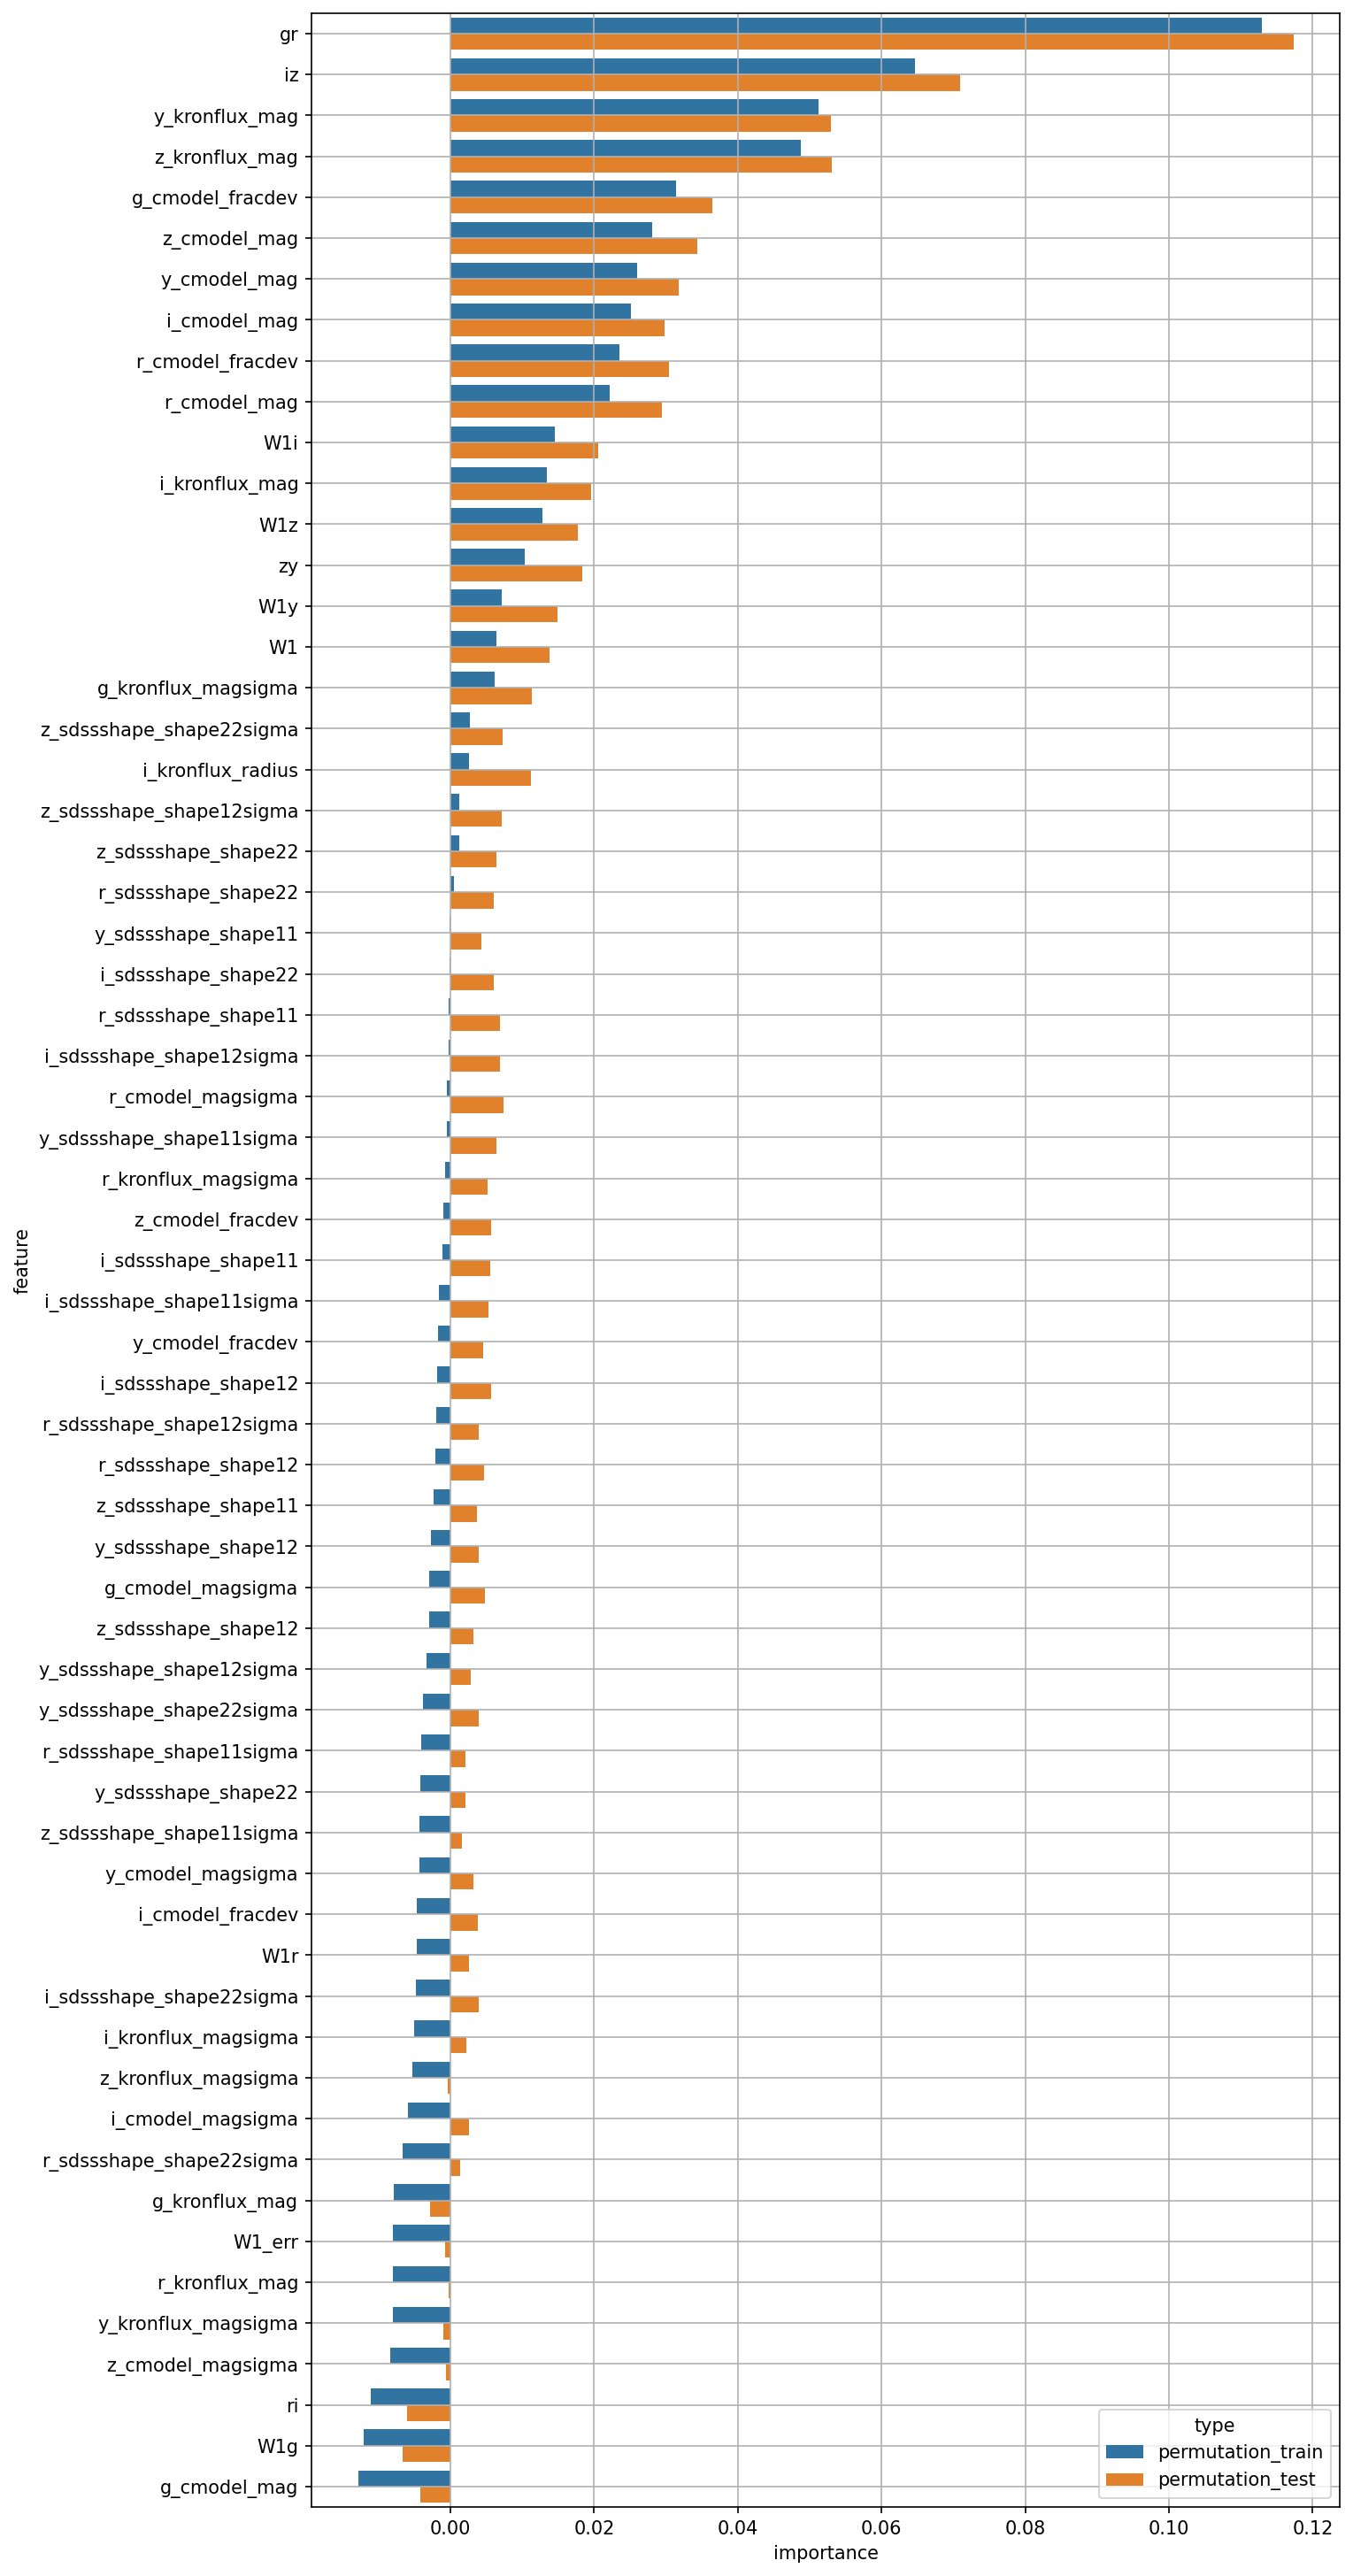 gr
iz
y_kronflux_mag
z_kronflux_mag
g_cmodel_fracdev
z_cmodel_mag
y_cmodel_mag
i_cmodel_mag
r_cmodel_fracdev
r_cmodel_mag
W1i
i_kronflux_mag
W1z
zy
W1y
W1
g_kronflux_magsigma
z_sdssshape_shape22sigma
i_kronflux_radius
z_sdssshape_shape12sigma
z_sdssshape_shape22
r_sdssshape_shape22
y_sdssshape_shape11
i_sdssshape_shape22
r_sdssshape_shape11
i_sdssshape_shape12sigma
r_cmodel_magsigma
y_sdssshape_shape11sigma
r_kronflux_magsigma
z_cmodel_fracdev
i_sdssshape_shape11
i_sdssshape_shape11sigma
y_cmodel_fracdev
i_sdssshape_shape12
r_sdssshape_shape12sigma
r_sdssshape_shape12
z_sdssshape_shape11
y_sdssshape_shape12
g_cmodel_magsigma
z_sdssshape_shape12
y_sdssshape_shape12sigma
y_sdssshape_shape22sigma
r_sdssshape_shape11sigma
y_sdssshape_shape22
z_sdssshape_shape11sigma
y_cmodel_magsigma
i_cmodel_fracdev
W1r
i_sdssshape_shape22sigma
i_kronflux_magsigma
z_kronflux_magsigma
i_cmodel_magsigma
r_sdssshape_shape22sigma
g_kronflux_mag
W1_err
r_kronflux_mag
y_kronflux_magsigma
z_cmodel_magsigma
ri
W1g
g_cmodel_mag
feature
type
permutation_train
permutation_test
0.00 0.02 0.04 0.06 0.08 0.10 0.12
importance